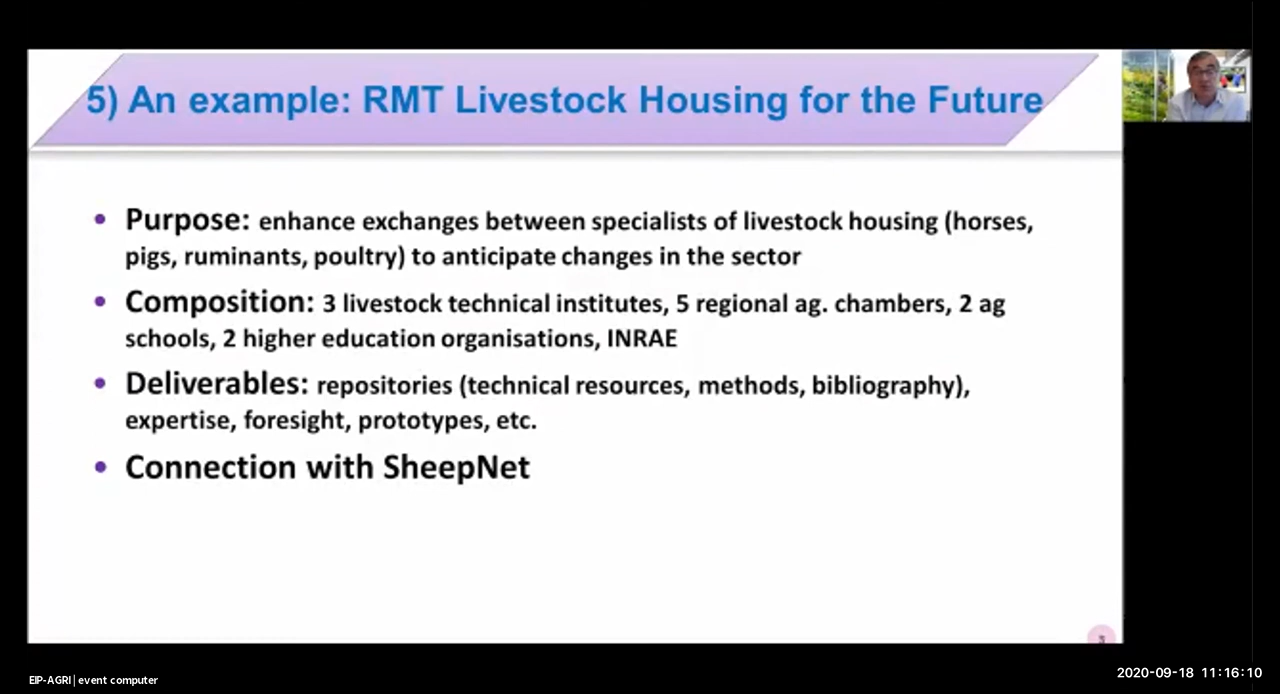 5) An example: RMT Livestock Housing for the Future
• Purpose: enhance exchanges between specialists of livestock housing (horses,
pigs, ruminants, poultry) to anticipate changes in the sector
• Composition: 3 livestock technical institutes, 5 regional ag. chambers, 2 ag
schools, 2 higher education organisations, INRAE
• Deliverables: repositories (technical resources, methods, bibliography),
expertise, foresight, prototypes, etc.
• Connection with SheepNet
EIP-AGRI| event computer
2020-09-18 11:16:10